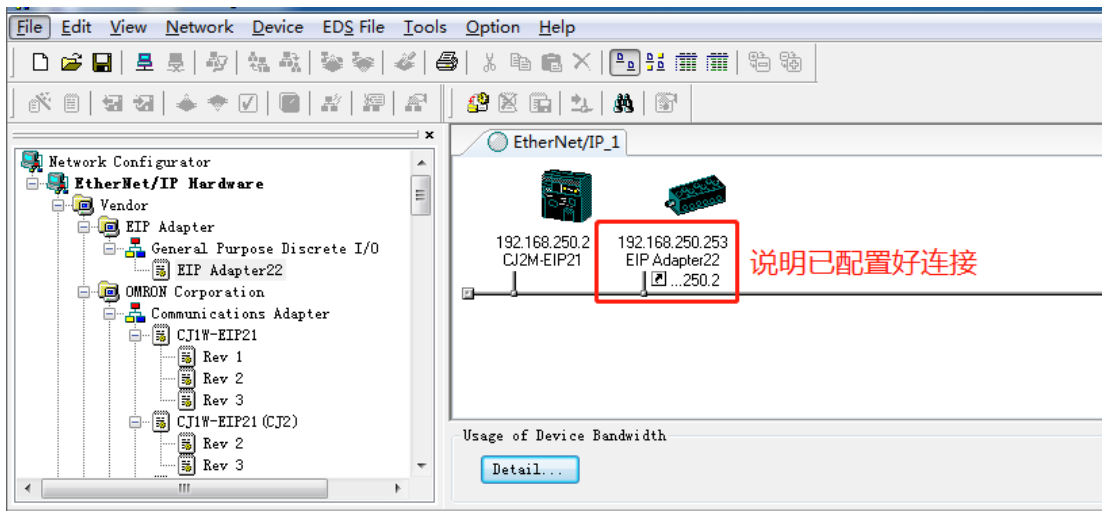 File Edit View Network Device EDS File Tools Option Help
Network Configurator
EtherNet/IP Hardware
Vendor
EIP Adapter
General Purpose Discrete I/O
EIP Adapter22
OMRON Corporation
Communications Adapter
CJ1W-EIP21
Rev 1
Rev 2
Rev 3
CJ1W-EIP21(CJ2)
Rev 2
Rev 3
EtherNet/IP_1
192.168.250.2
CJ2M-EIP21
192.168.250.253
EIP Adapter22
...250.2
说明已配置好连接
Usage of Device Bandwidth
Detail...